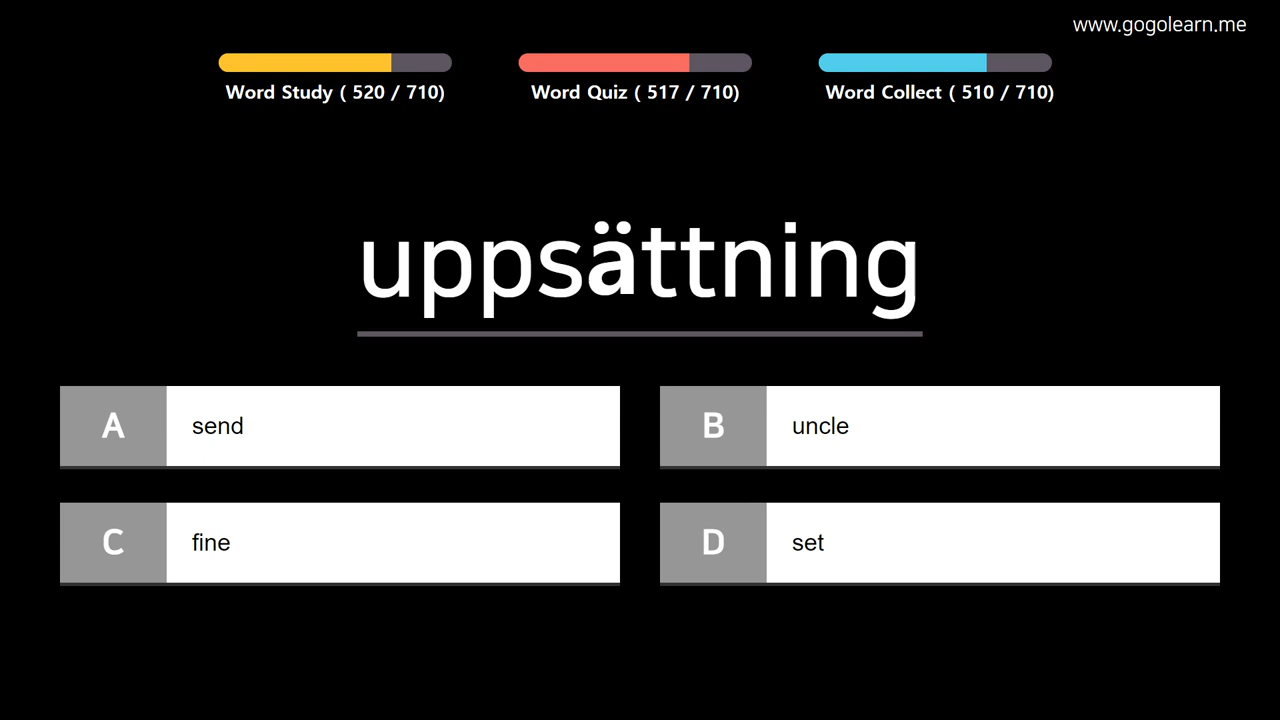 www.gogolearn.me
Word Study ( 520 / 710)
Word Quiz ( 517 / 710)
Word Collect ( 510 / 710)
uppsättning
A send
B uncle
C fine
D set